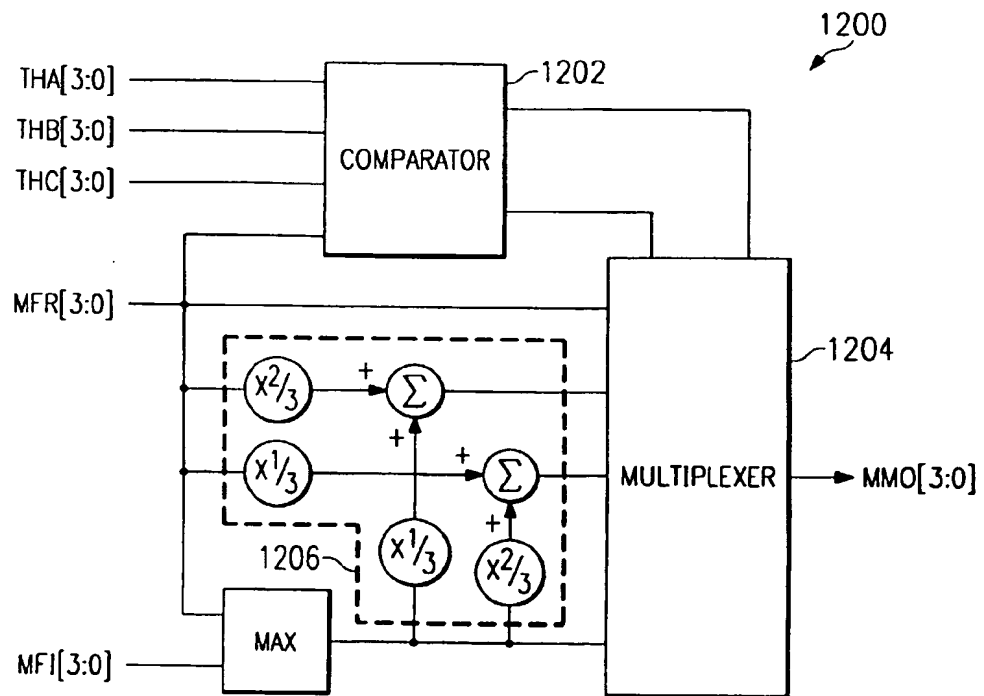 1200
THA[3:0]
1202
THB[3:0]
COMPARATOR
THC[3:0]
MFR[3:0]
1204
X2/3
+
Σ
+
X1/3
+
Σ
MULTIPLEXER
MMO[3:0]
+
1206
X1/3
X2/3
MAX
MFI[3:0]